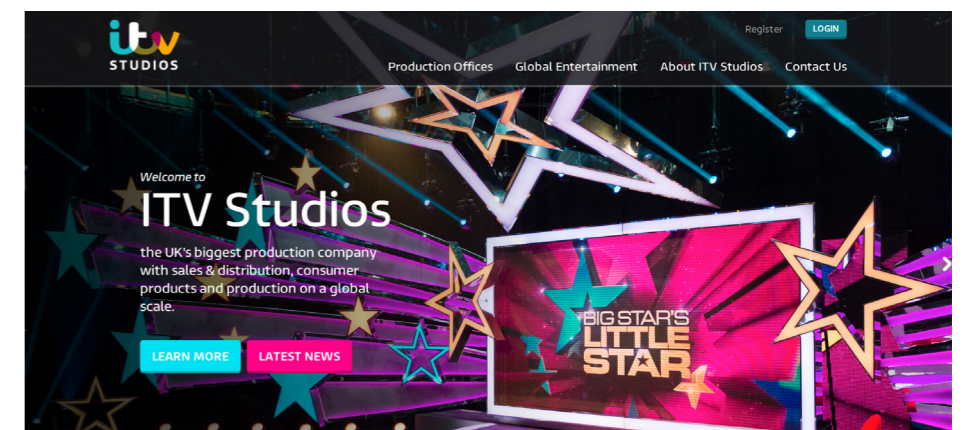 itv
STUDIOS
Register
LOGIN
Production Offices
Global Entertainment
About ITV Studios
Contact Us
Welcome to
ITV Studios
the UK's biggest production company
with sales & distribution, consumer
products and production on a global
scale.
LEARN MORE
LATEST NEWS
BIG STAR'S
LITTLE
STAR